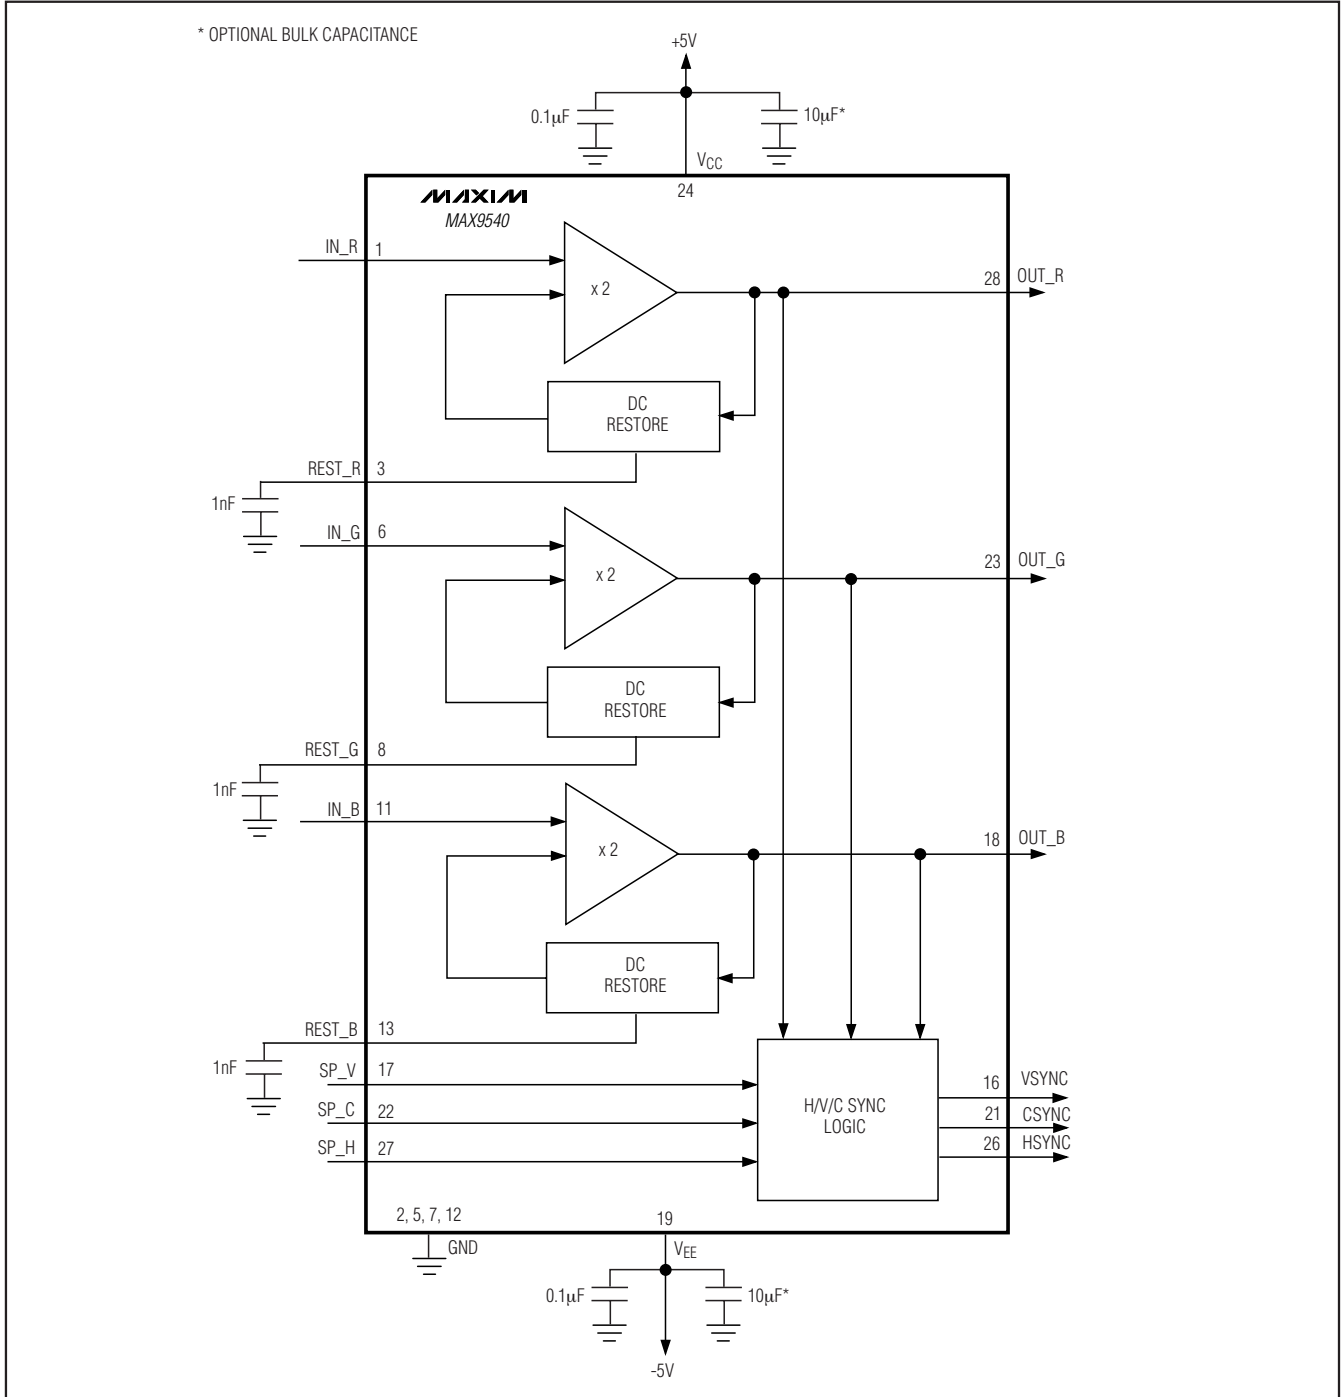 * OPTIONAL BULK CAPACITANCE
+5V
0.1μF
10μF*
VCC
24
MAXIM
MAX9540
IN_R
1
x 2
28
OUT_R
DC
RESTORE
REST_R
3
1nF
IN_G
6
x 2
23
OUT_G
DC
RESTORE
REST_G
8
1nF
IN_B
11
x 2
18
OUT_B
DC
RESTORE
REST_B
13
1nF
SP_V
17
SP_C
22
SP_H
27
H/V/C SYNC
LOGIC
16
VSYNC
21
CSYNC
26
HSYNC
2, 5, 7, 12
GND
19
VEE
0.1μF
10μF*
-5V